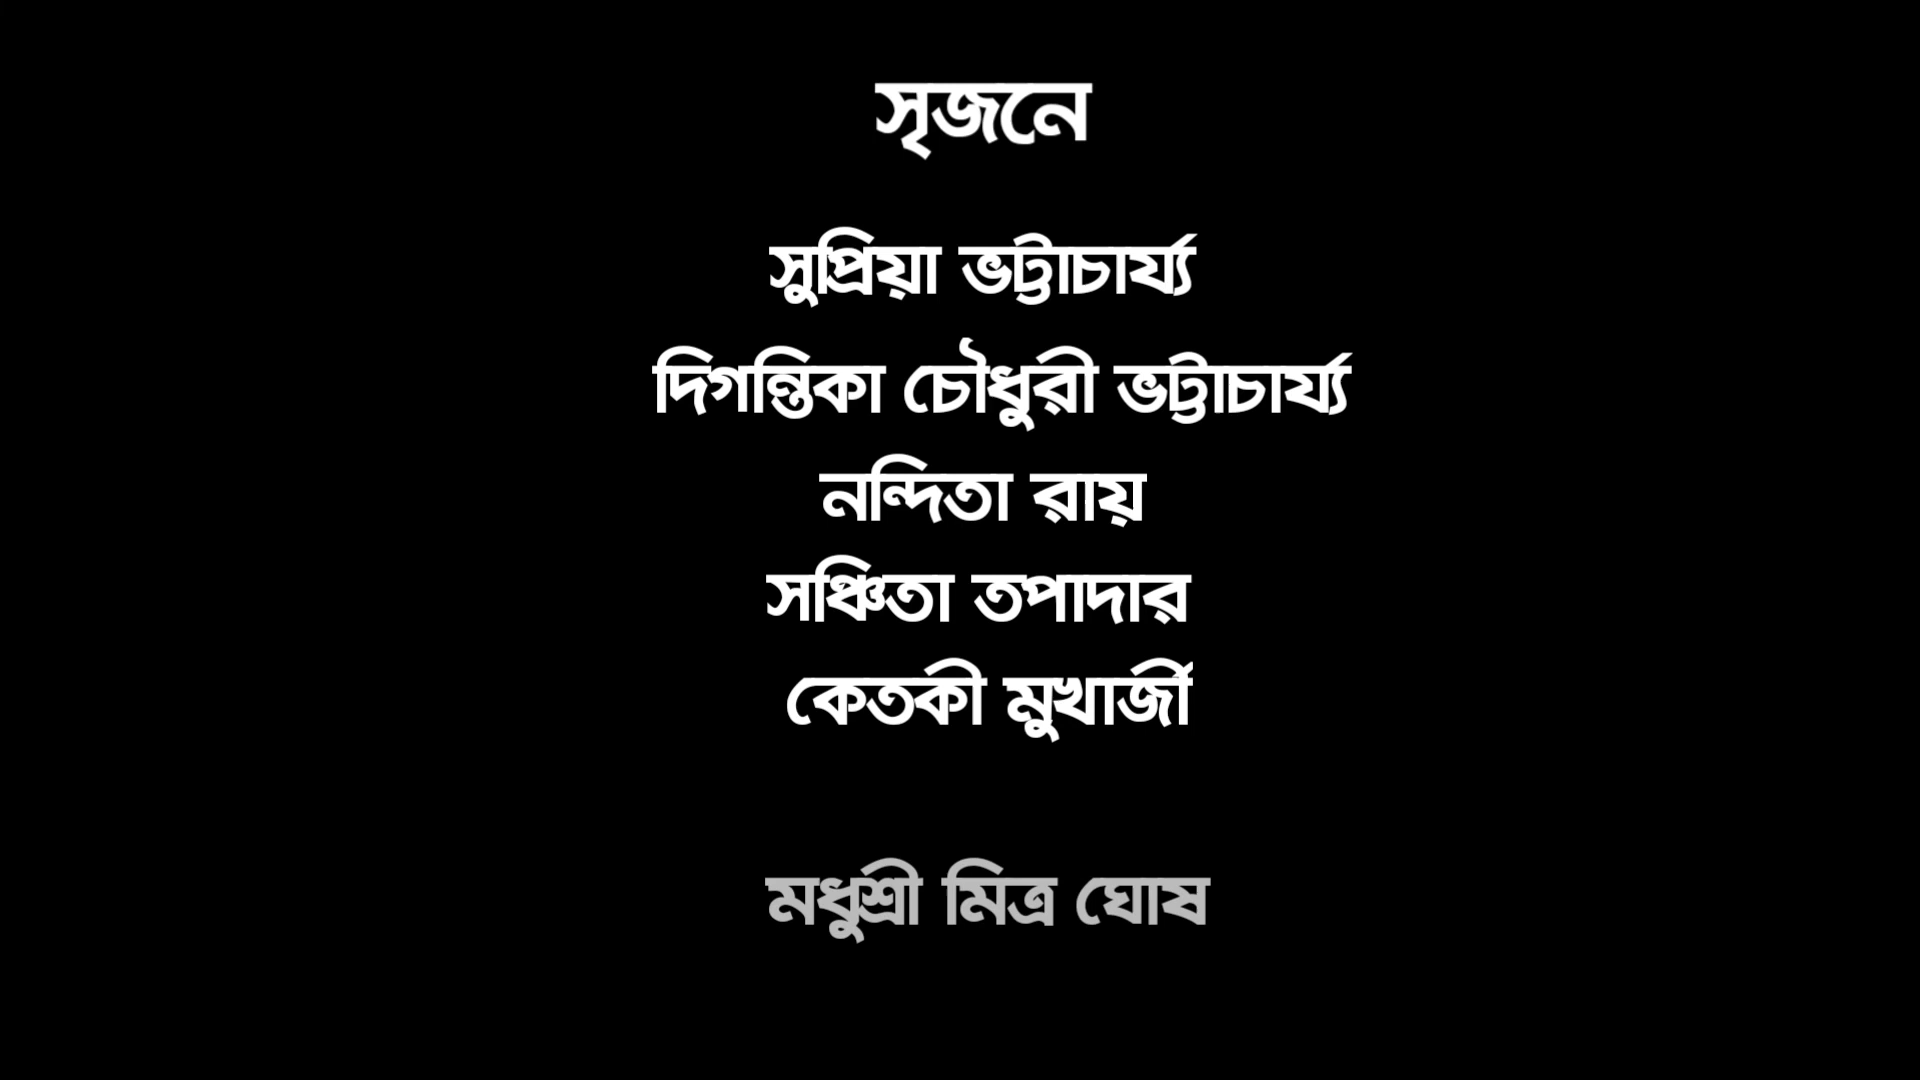 সৃজনে
সুপ্রিয়া ভট্টাচার্য্য
দিগন্তিকা চৌধুরী ভট্টাচার্য্য
নন্দিতা রায়
সঞ্চিতা তপাদার
কেতকী মুখার্জী
মধুশ্রী মিত্র ঘোষ